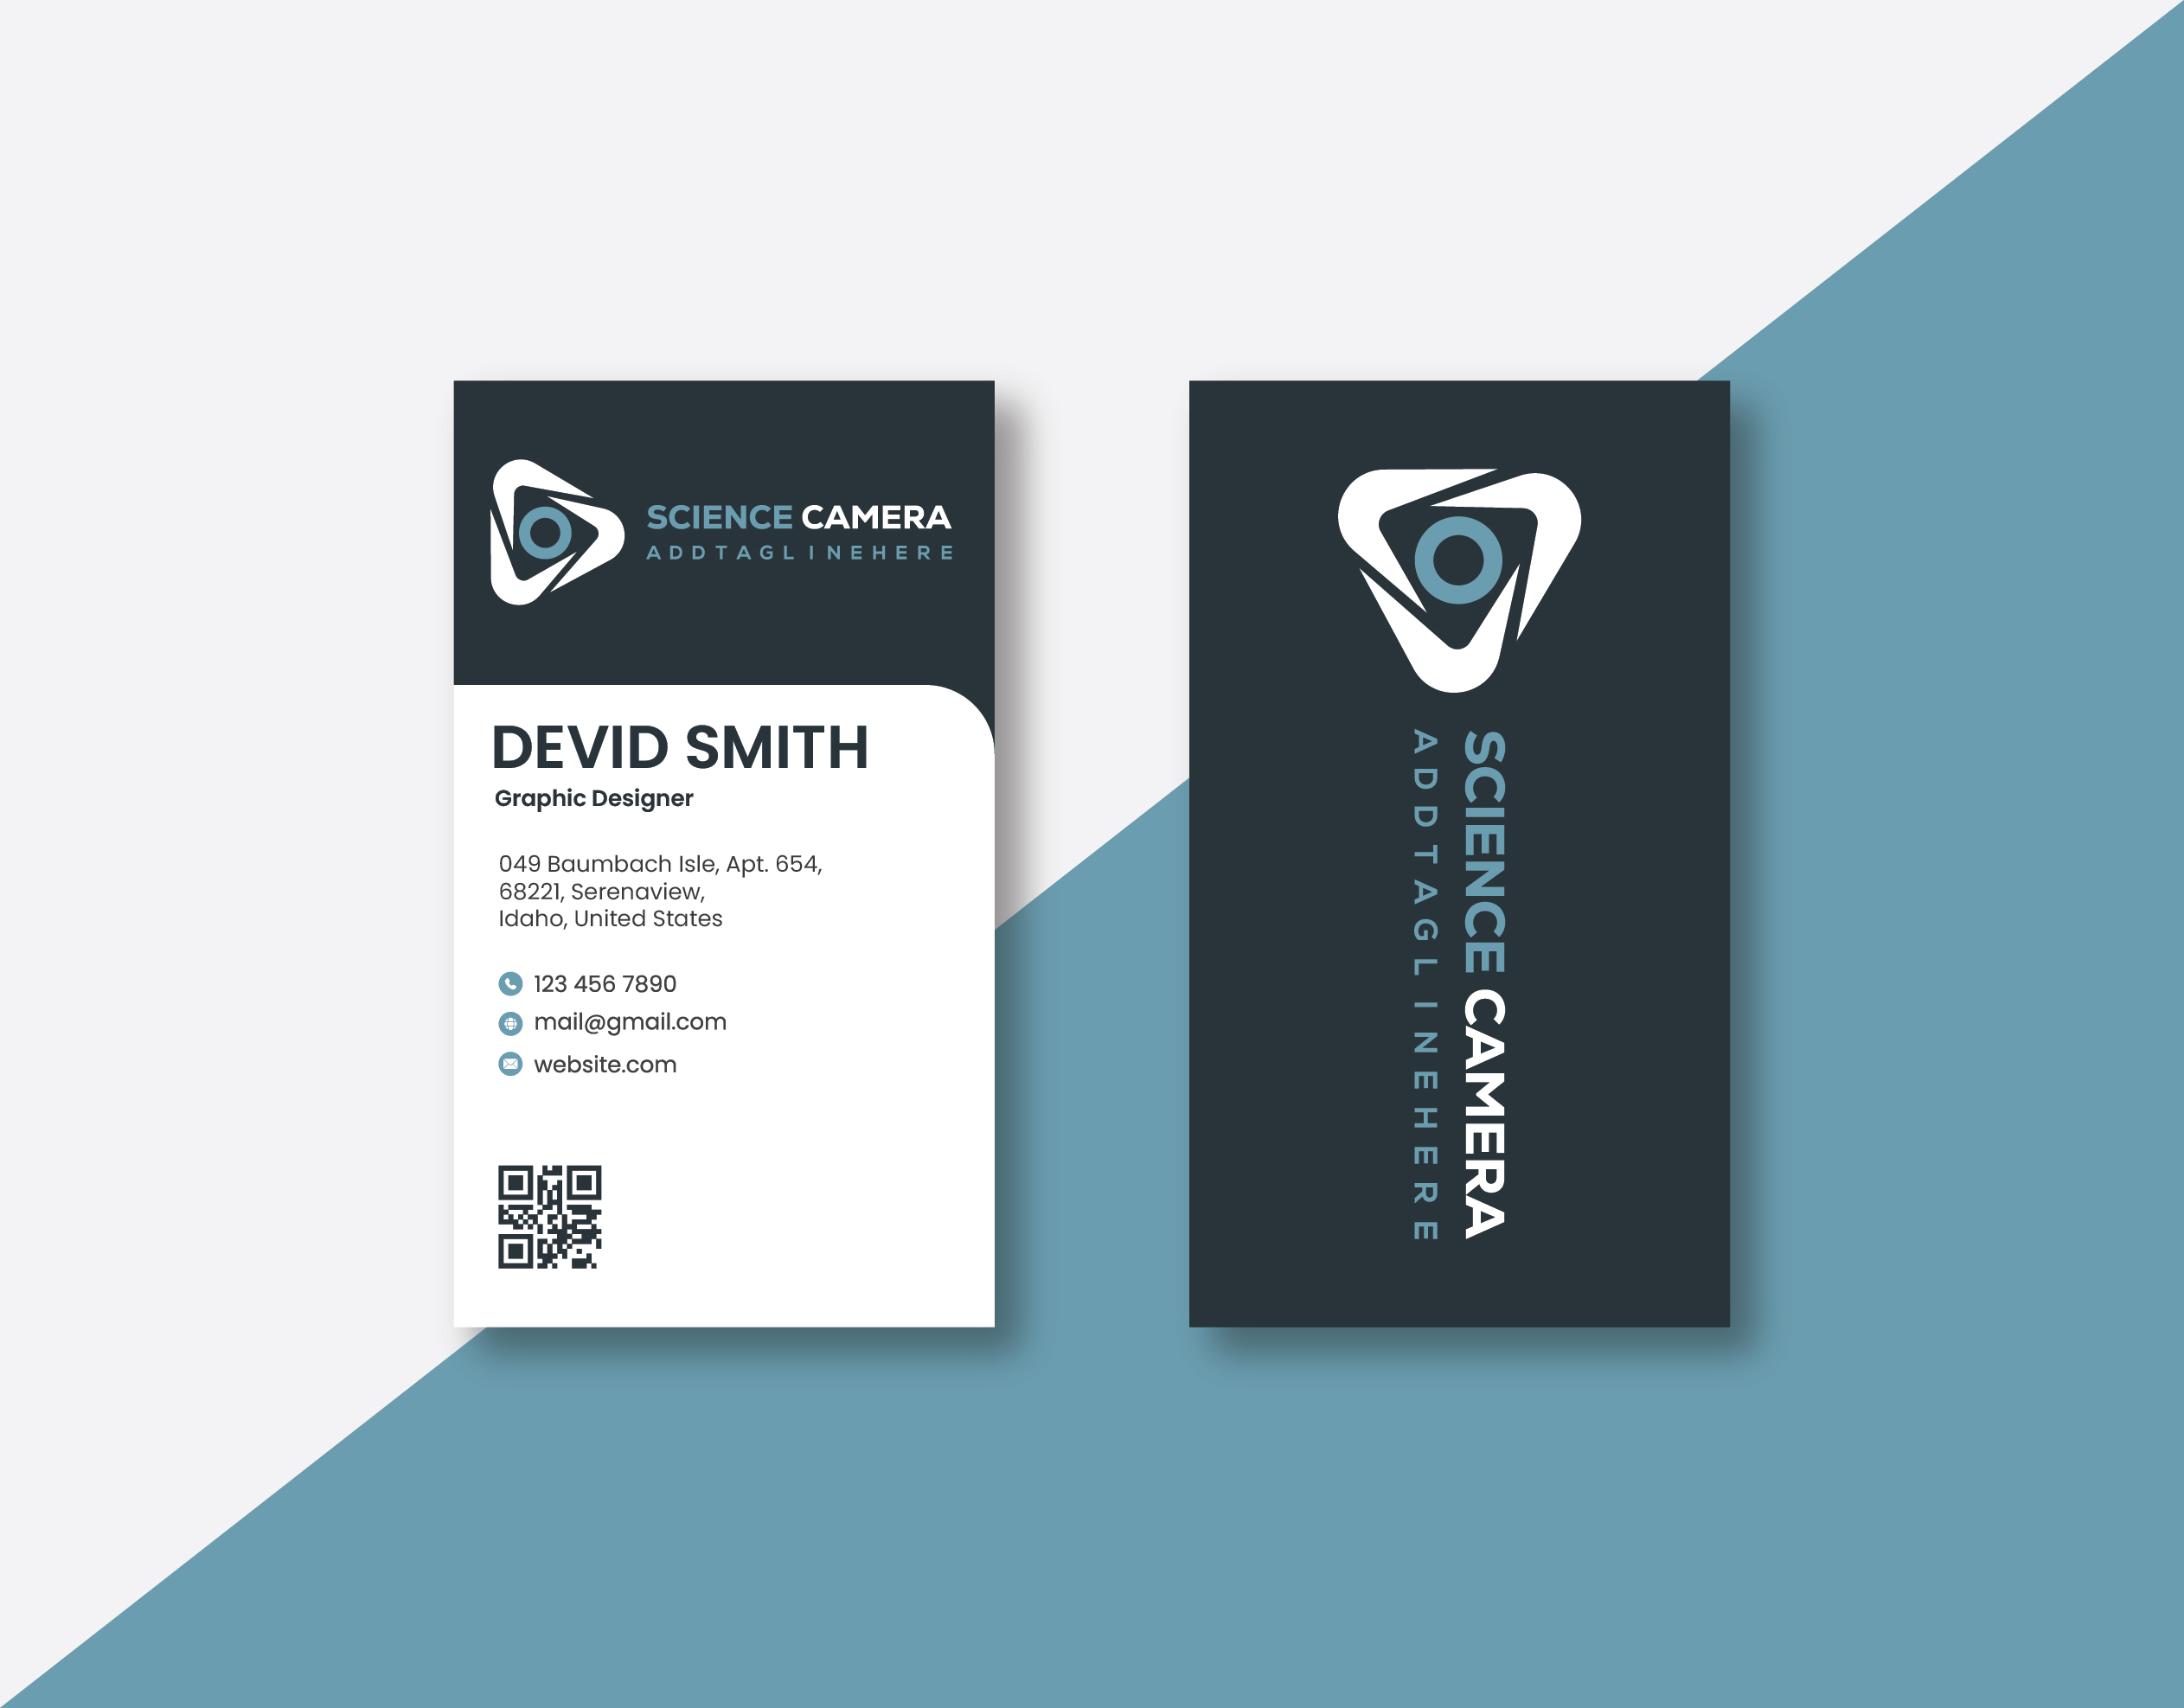 SCIENCE CAMERA
ADDTAGLINEHERE
DEVID SMITH
Graphic Designer
049 Baumbach Isle, Apt. 654,
68221, Serenaview,
Idaho, United States
123 456 7890
mail@gmail.com
website.com
SCIENCE CAMERA
ADDTAGLINEHERE